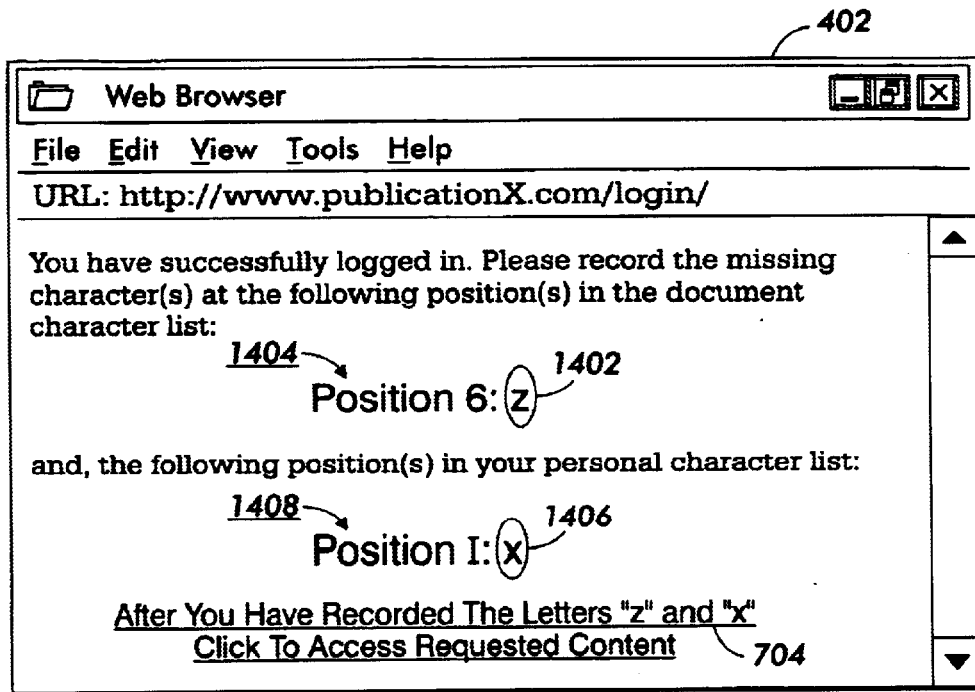 402
Web Browser
File Edit View Tools Help
URL: http://www.publicationX.com/login/
You have successfully logged in. Please record the missing
character(s) at the following position(s) in the document
character list:
1404 1402
Position 6: z
and, the following position(s) in your personal character list:
1408 1406
Position I: x
After You Have Recorded The Letters "z" and "x"
Click To Access Requested Content
704